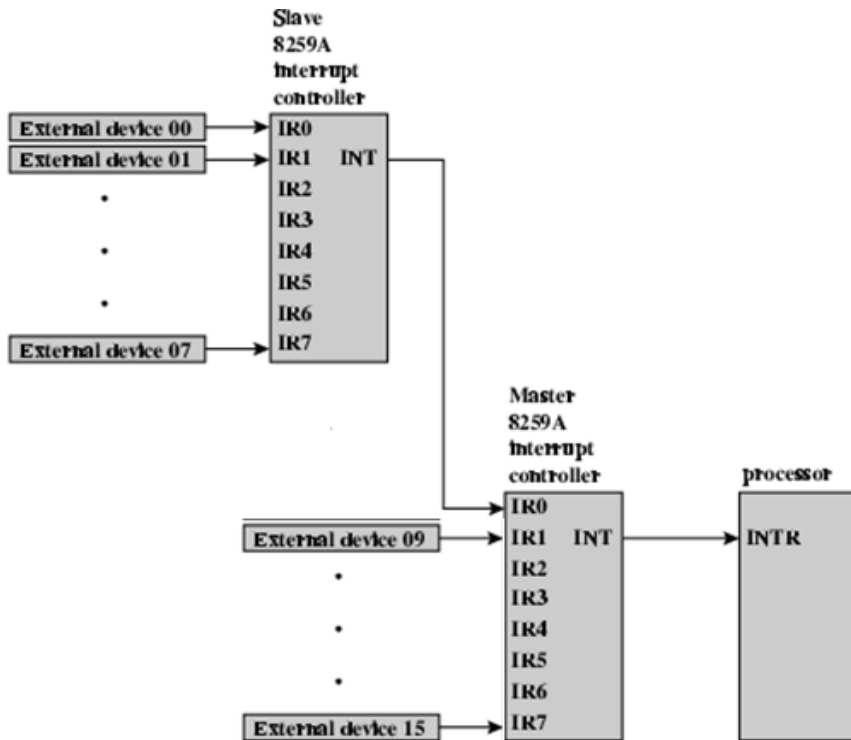 Slave
8259A
interrupt
controller
External device 00
IR0
External device 01
IR1 INT
IR2
IR3
IR4
IR5
IR6
External device 07
IR7
Master
8259A
interrupt
controller
processor
IR0
External device 09
IR1 INT
INTR
IR2
IR3
IR4
IR5
IR6
External device 15
IR7